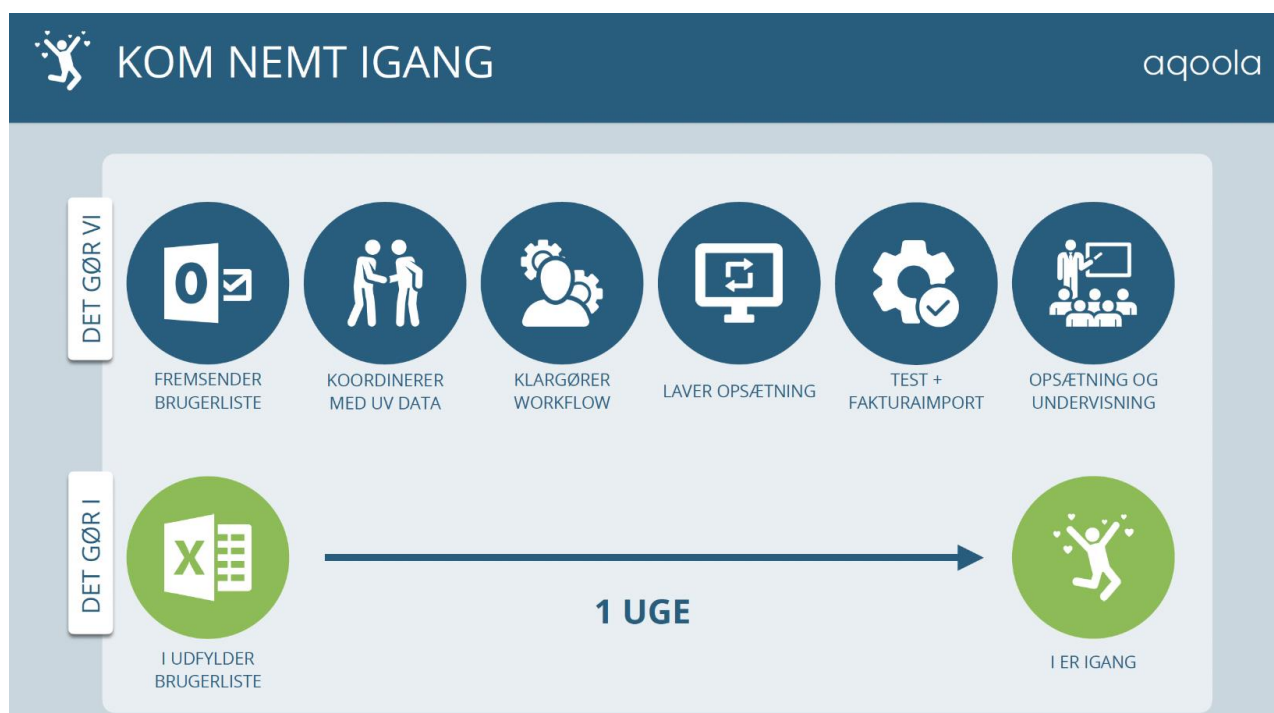 KOM NEMT IGANG
aqoola
DET GØR VI
FREMSENDER
BRUGERLISTE
KOORDINERER
MED UV DATA
KLARGØRER
WORKFLOW
LAVER OPSÆTNING
TEST +
FAKTURAIMPORT
OPSÆTNING OG
UNDERVISNING
DET GØR I
1 UGE
I UDFYLDER
BRUGERLISTE
I ER IGANG